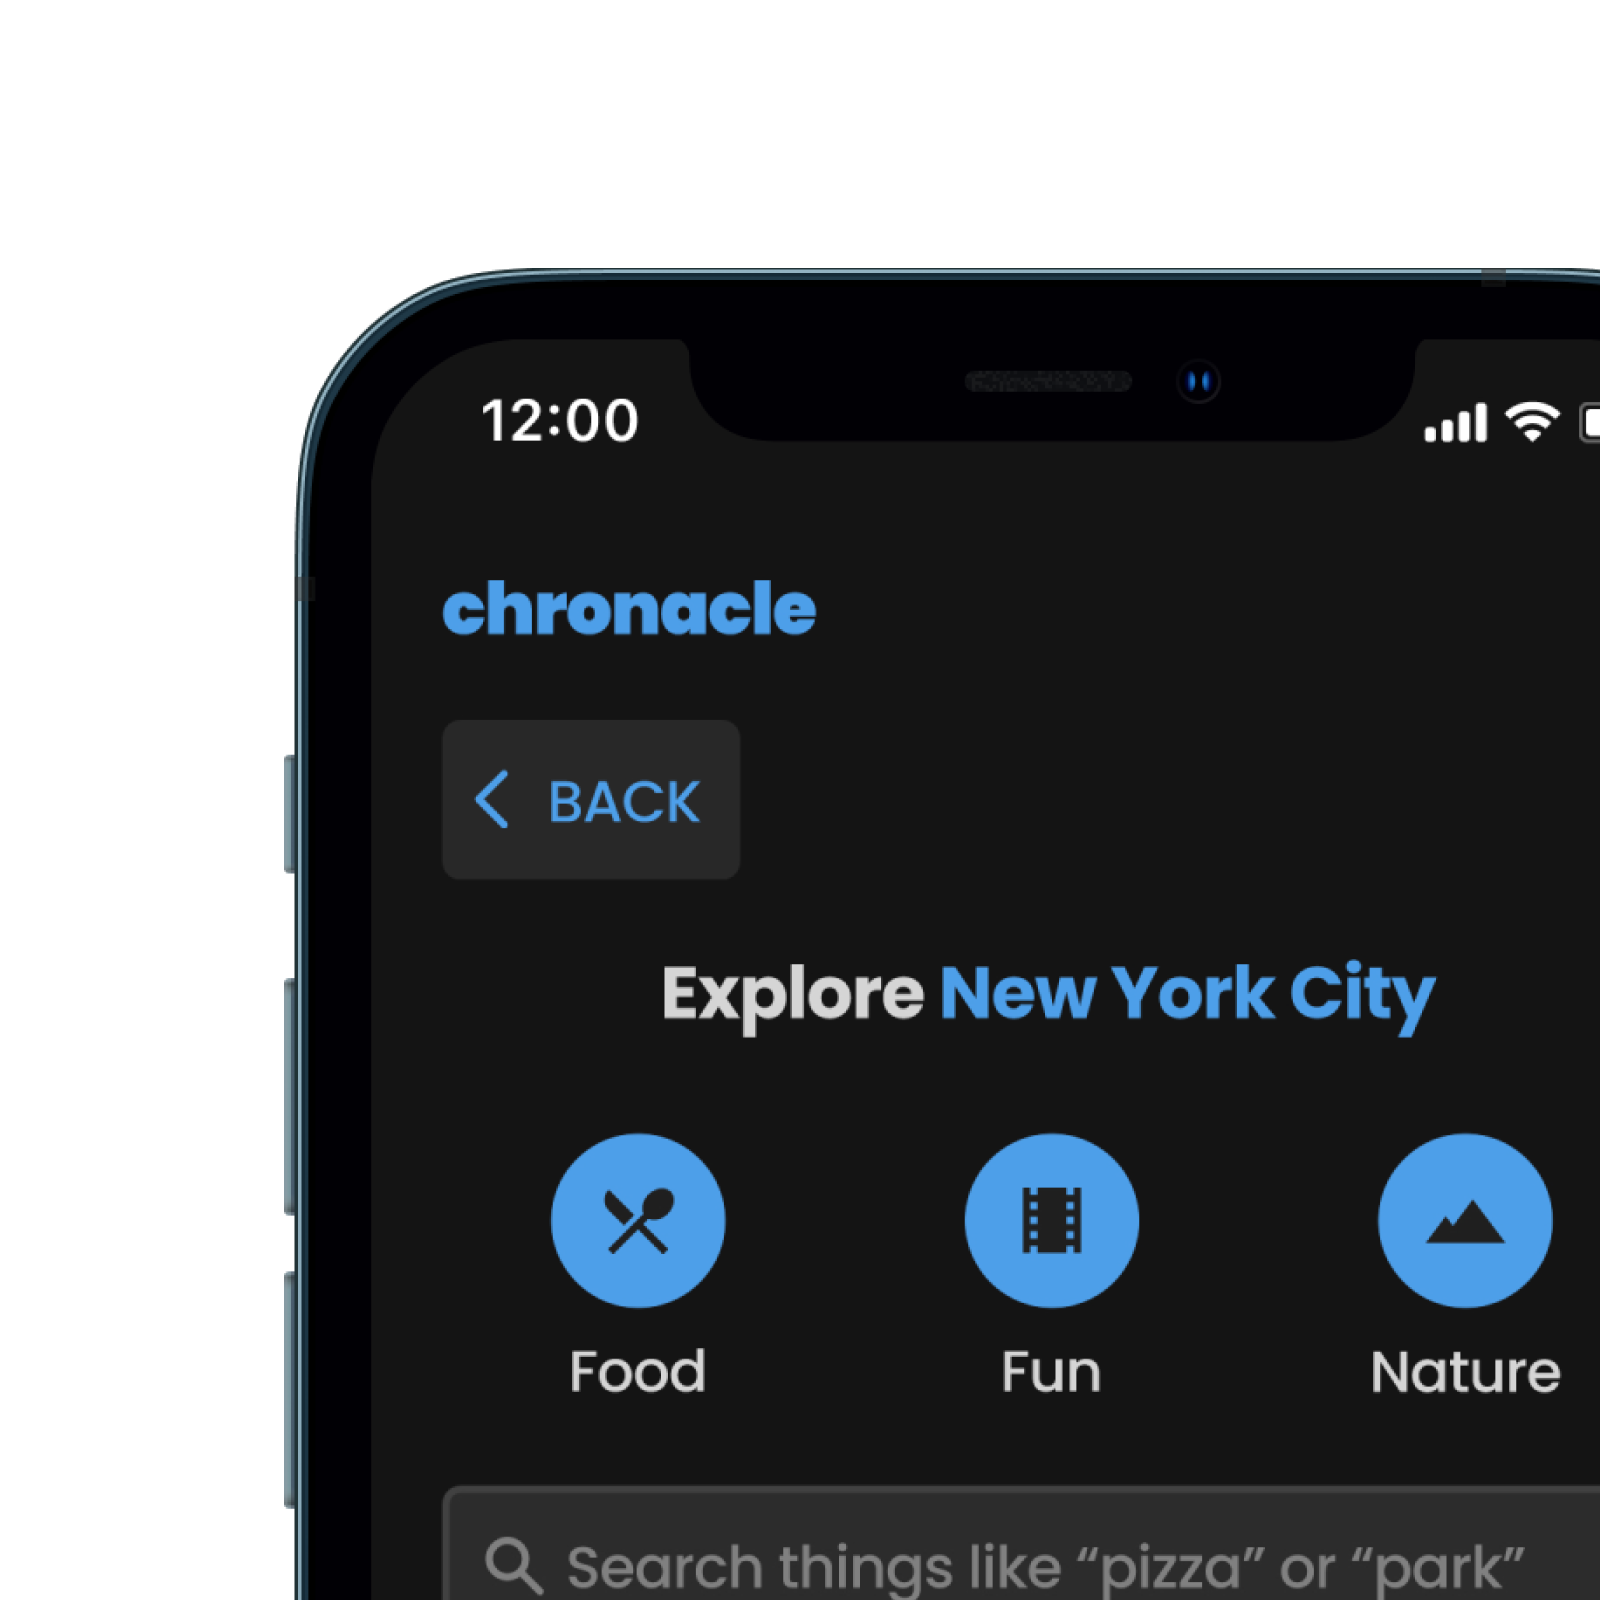 12:00
chronacle
BACK
Explore New York City
Food
Fun
Nature
Search things like “pizza” or “park”